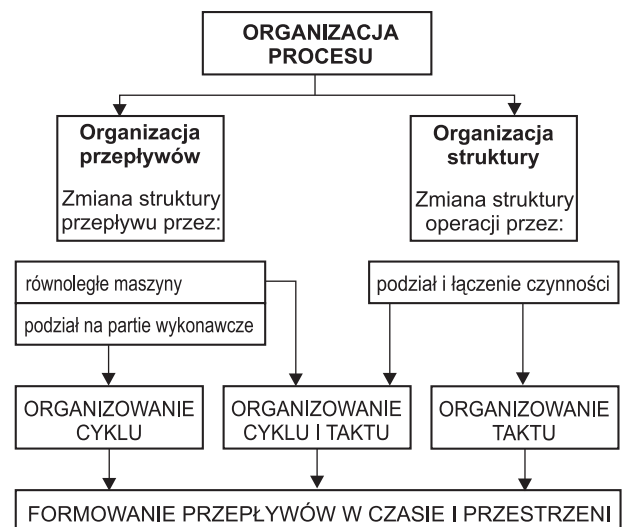 ORGANIZACJA
PROCESU
Organizacja
przepływów
Zmiana struktury
przepływu przez:
Organizacja
struktury
Zmiana struktury
operacji przez:
równoległe maszyny
podział na partie wykonawcze
podział i łączenie czynności
ORGANIZOWANIE
CYKLU
ORGANIZOWANIE
CYKLU I TAKTU
ORGANIZOWANIE
TAKTU
FORMOWANIE PRZEPŁYWÓW W CZASIE I PRZESTRZENI